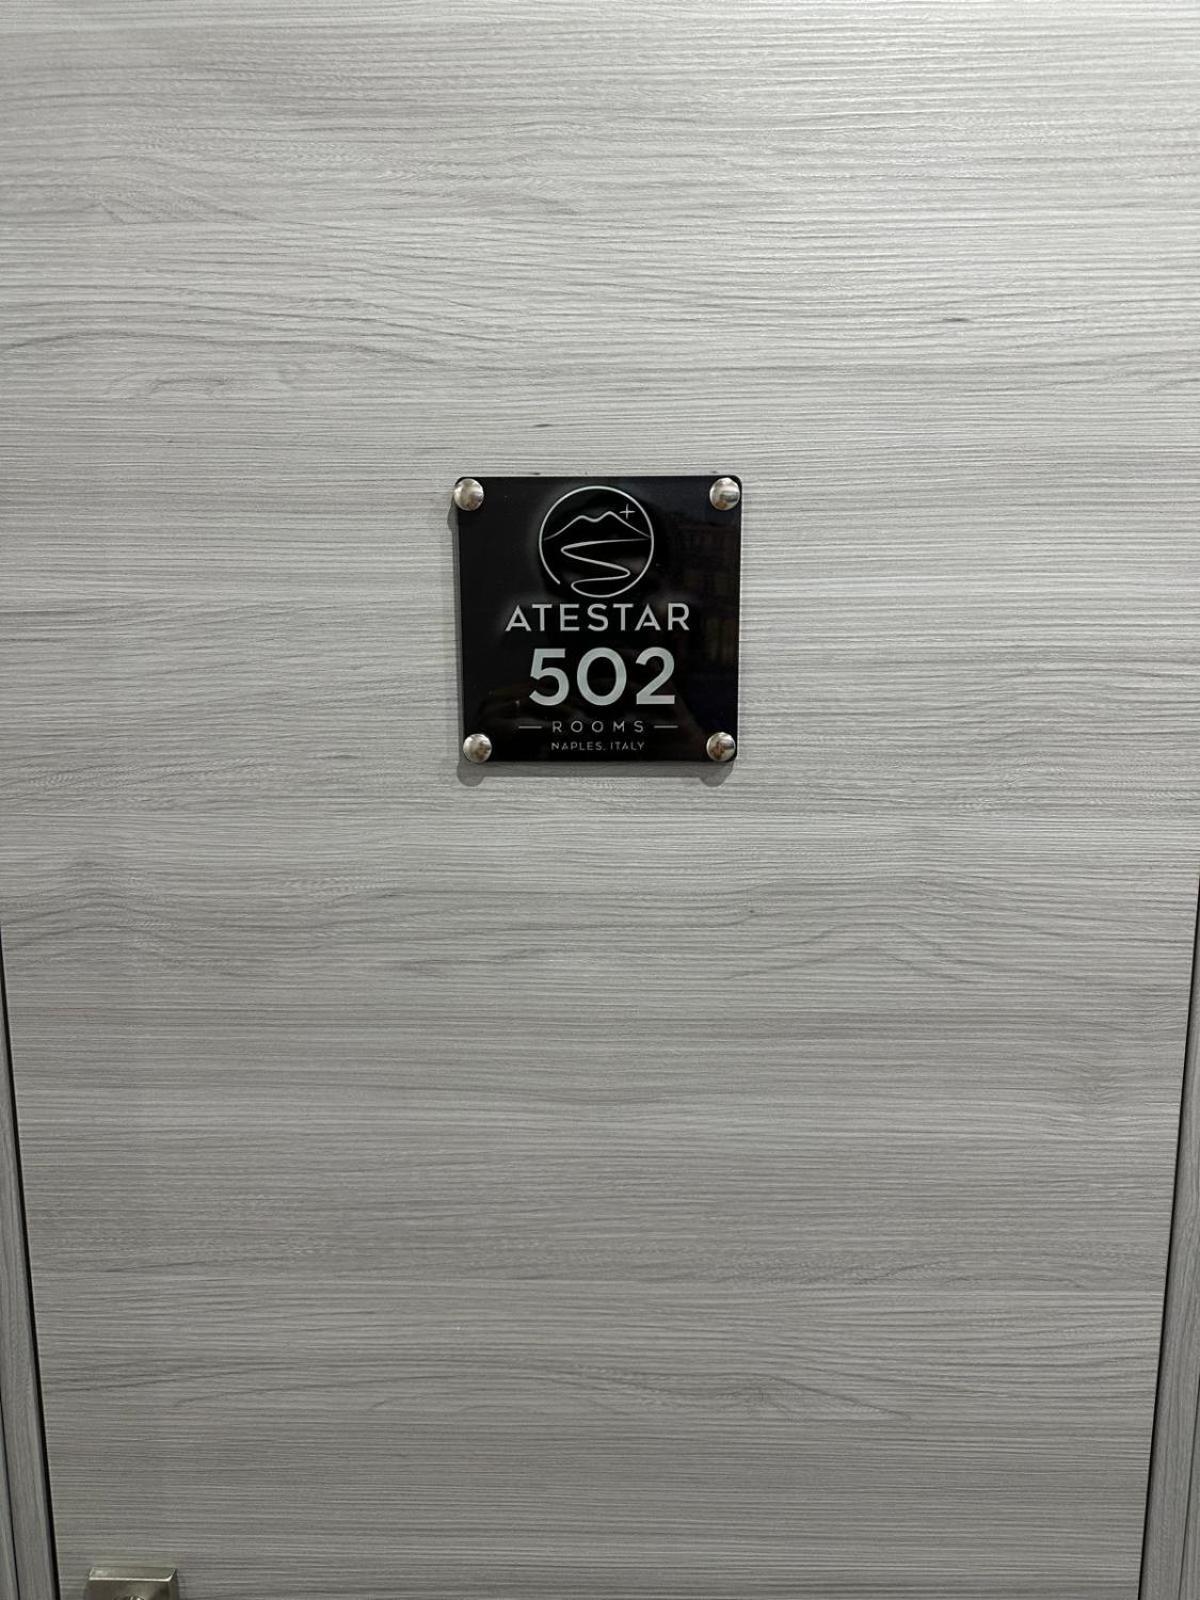 ATESTAR
502
ROOMS
NAPLES, ITALY